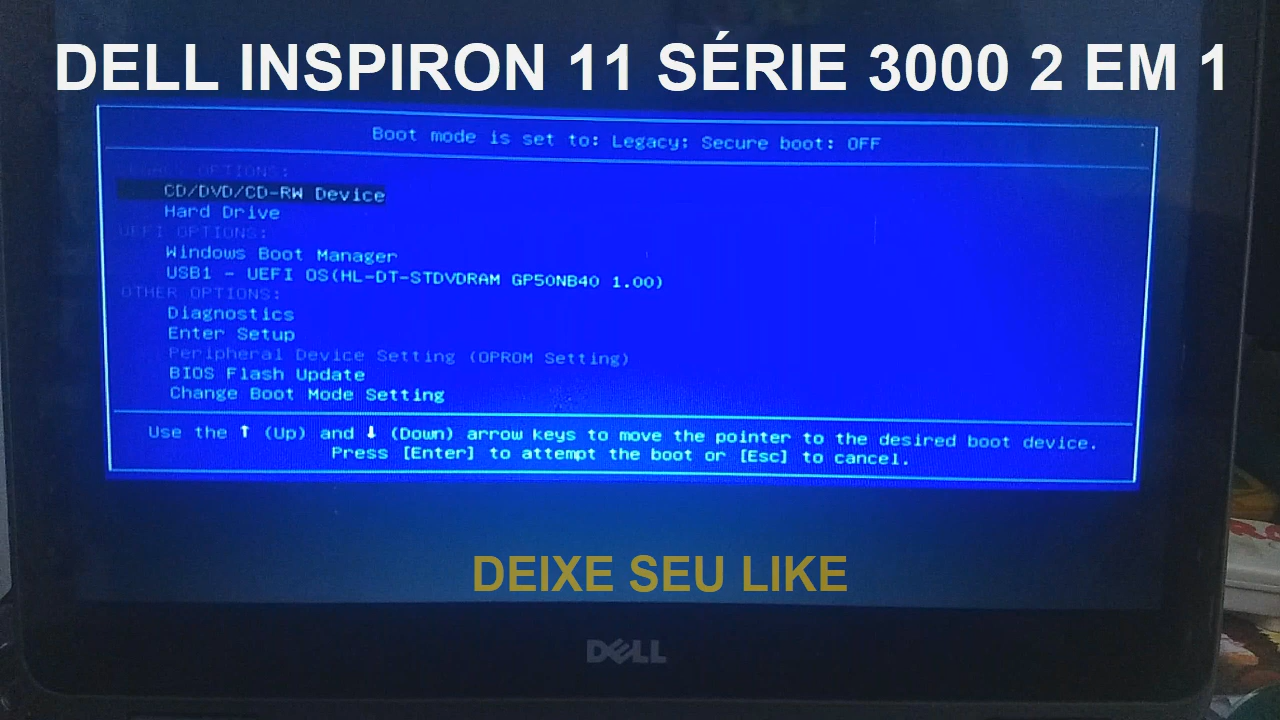 DELL INSPIRON 11 SÉRIE 3000 2 EM 1
Boot mode is set to: Legacy; Secure boot: OFF
OPTIONS:
CD/DVD/CD-RW Device
Hard Drive
UEFI OPTIONS:
Windows Boot Manager
USB1 - UEFI OS(HL-DT-STDVDRAM GP50NB40 1.00)
OTHER OPTIONS:
Diagnostics
Enter Setup
Peripheral Device Setting (OPROM Setting)
BIOS Flash Update
Change Boot Mode Setting
Use the ↑ (Up) and ↓ (Down) arrow keys to move the pointer to the desired boot device.
Press [Enter] to attempt the boot or [Esc] to cancel.
DEIXE SEU LIKE
DELL